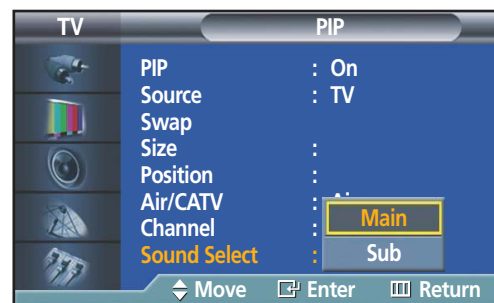 TV PIP
PIP : On
Source : TV
Swap
Size :
Position :
Air/CATV :
Channel : Main
Sound Select : Sub
Move Enter Return